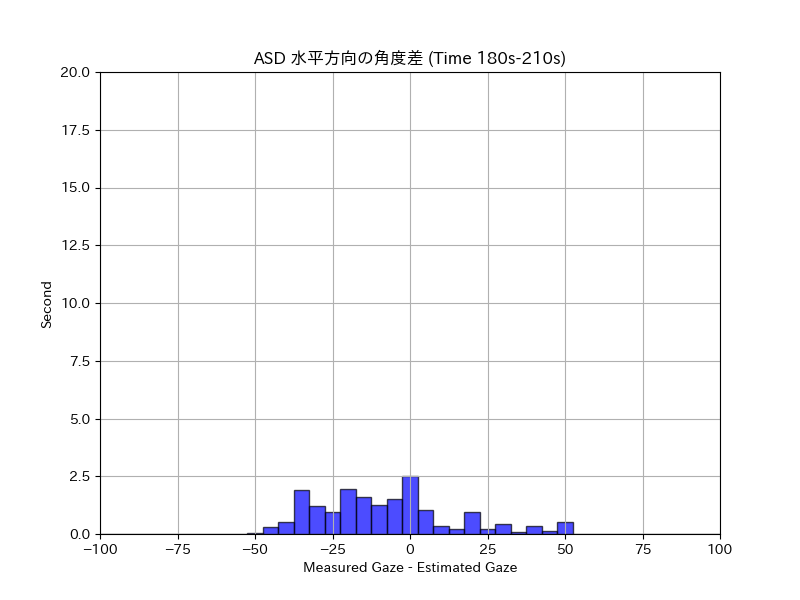 ASD 水平方向の角度差 (Time 180s-210s)
20.0
17.5
15.0
12.5
10.0
7.5
5.0
2.5
0.0
Second
−100 −75 −50 −25 0 25 50 75 100
Measured Gaze - Estimated Gaze